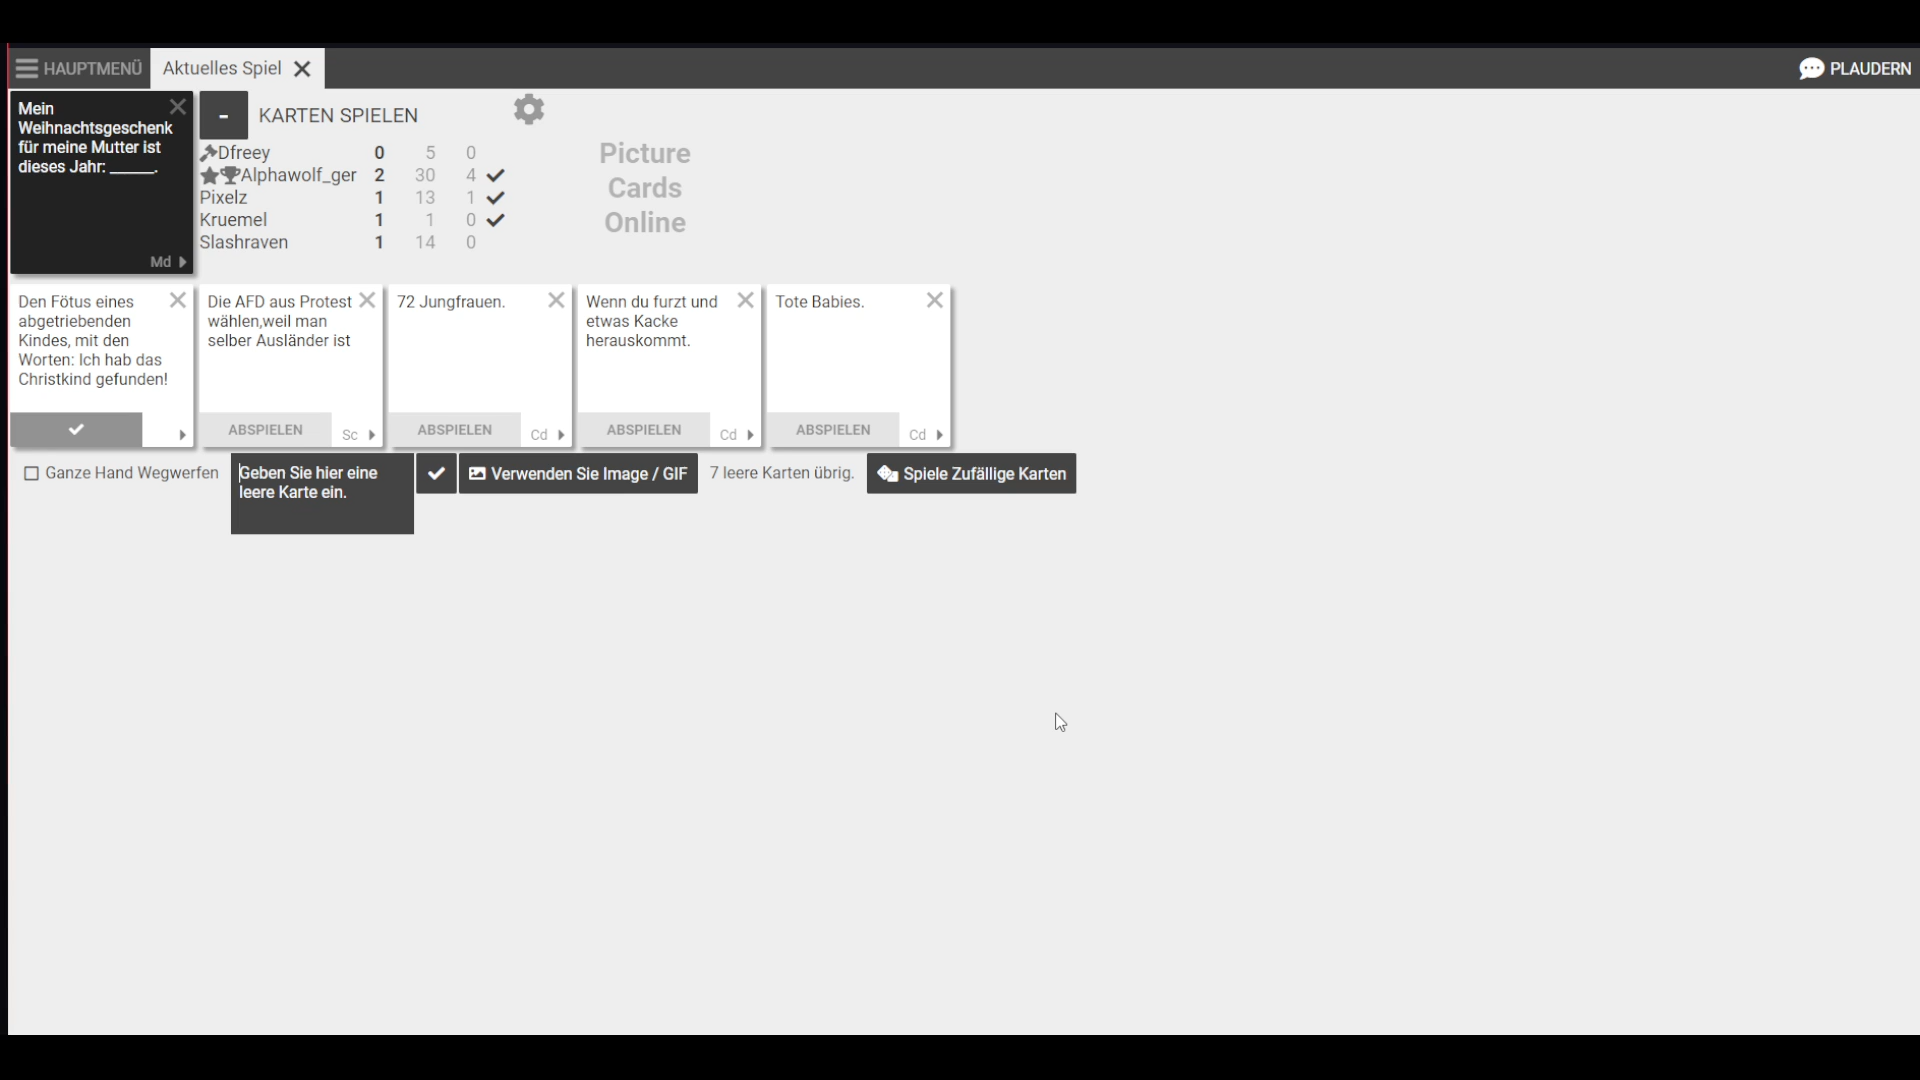 HAUPTMENÜ
Aktuelles Spiel
PLAUDERN
Mein
Weihnachtsgeschenk
für meine Mutter ist
dieses Jahr: ______.
Md
-
KARTEN SPIELEN
Dfreey 0 5 0
Alphawolf_ger 2 30 4
Pixelz 1 13 1
Kruemel 1 1 0
Slashraven 1 14 0
Picture
Cards
Online
Den Fötus eines
abgetriebenden
Kindes, mit den
Worten: Ich hab das
Christkind gefunden!
Die AFD aus Protest
wählen,weil man
selber Ausländer ist
ABSPIELEN
Sc
72 Jungfrauen.
ABSPIELEN
Cd
Wenn du furzt und
etwas Kacke
herauskommt.
ABSPIELEN
Cd
Tote Babies.
ABSPIELEN
Cd
Ganze Hand Wegwerfen
Geben Sie hier eine
leere Karte ein.
Verwenden Sie Image / GIF
7 leere Karten übrig.
Spiele Zufällige Karten